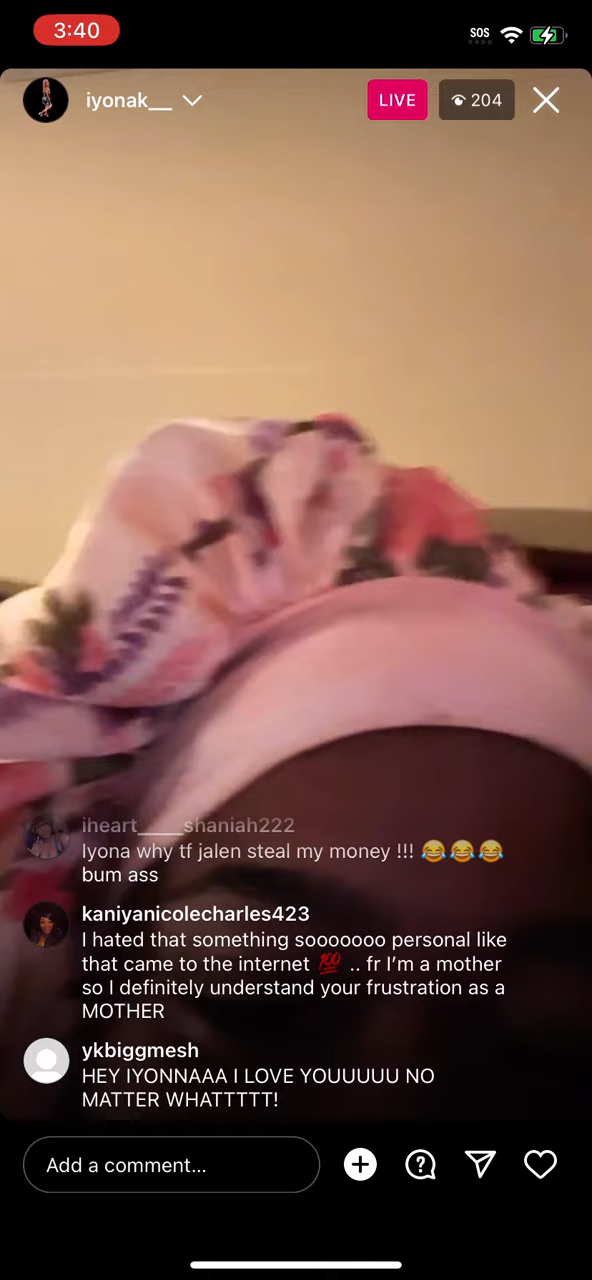 3:40
SOS
iyonak__
LIVE
204
iheart____shaniah222
Iyona why tf jalen steal my money !!! 😂😂😂
bum ass
kaniyanicolecharles423
I hated that something sooooooo personal like
that came to the internet 💯 .. fr I'm a mother
so I definitely understand your frustration as a
MOTHER
ykbiggmesh
HEY IYONNAAA I LOVE YOUUUUU NO
MATTER WHATTTTT!
Add a comment...